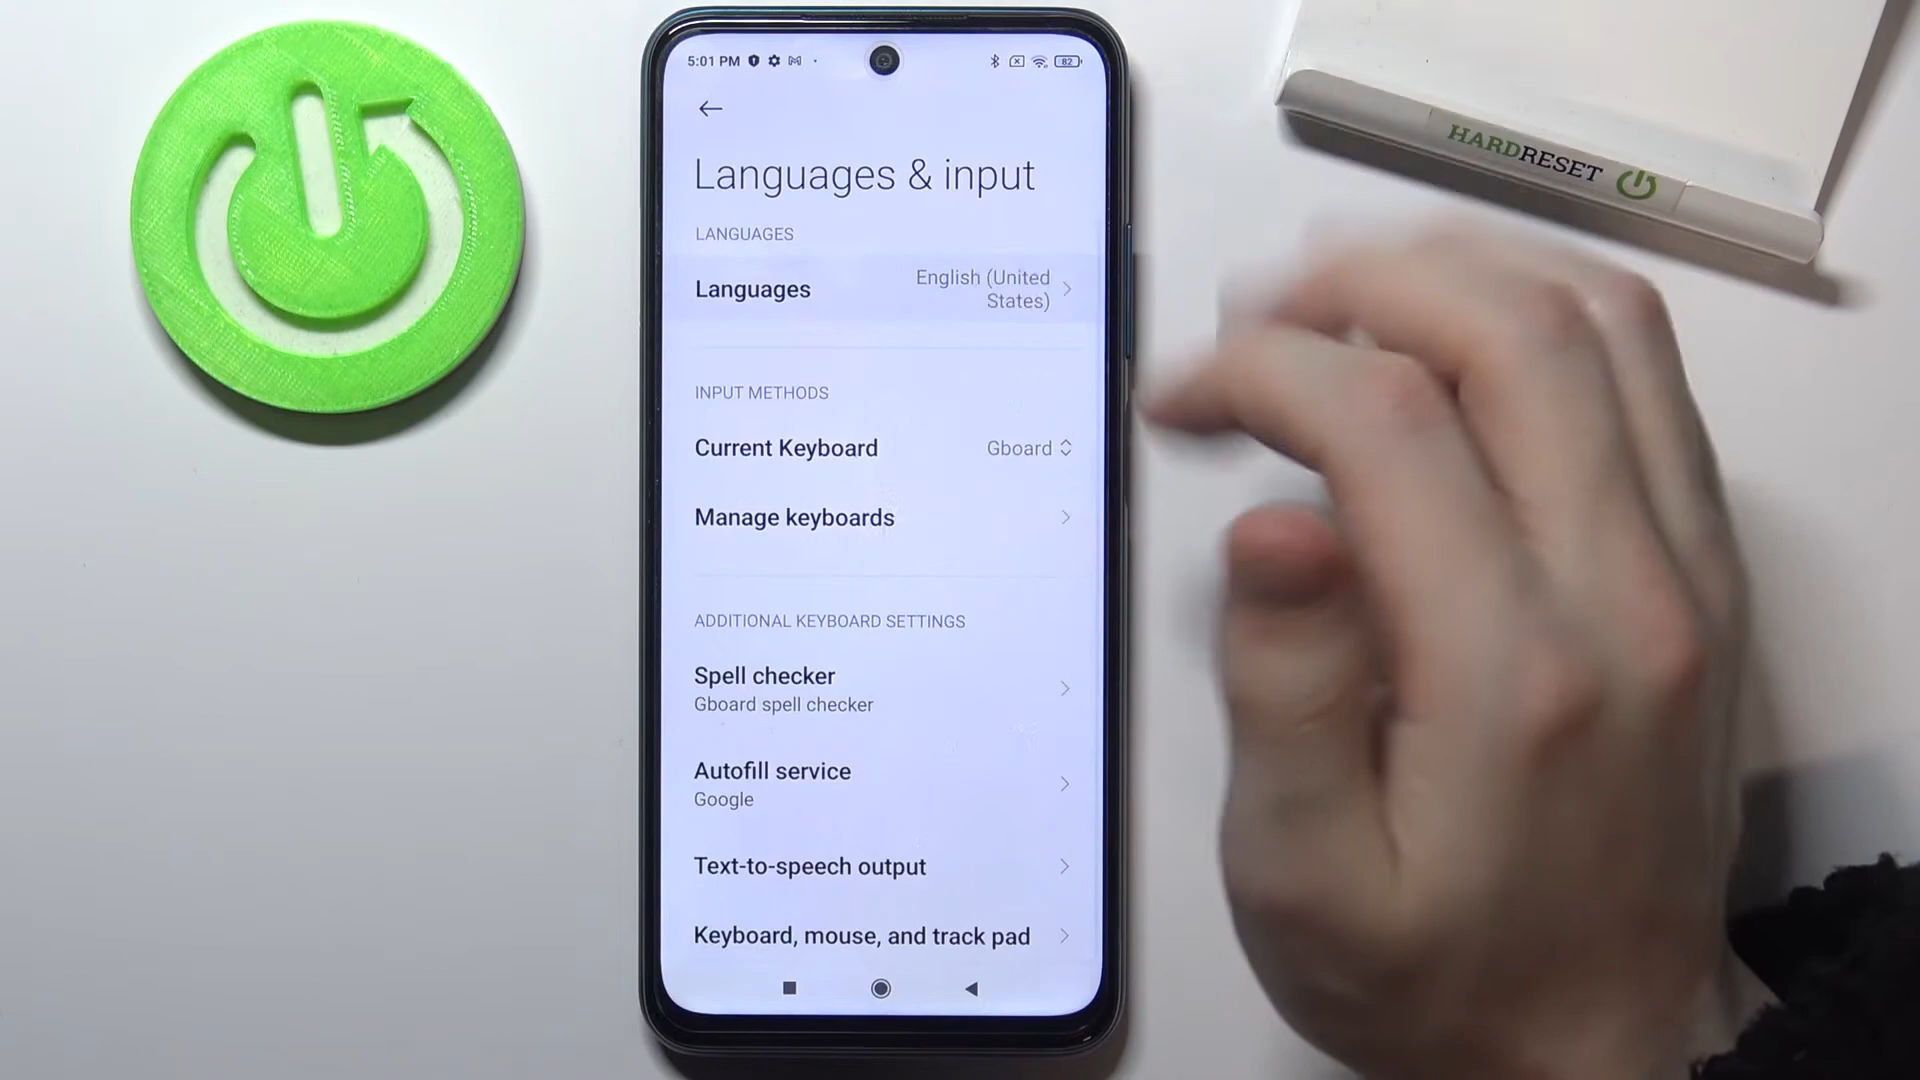 5:01 PM
82
Languages & input
LANGUAGES
Languages
English (United
States)
INPUT METHODS
Current Keyboard
Gboard
Manage keyboards
ADDITIONAL KEYBOARD SETTINGS
Spell checker
Gboard spell checker
Autofill service
Google
Text-to-speech output
Keyboard, mouse, and track pad
HARDRESET